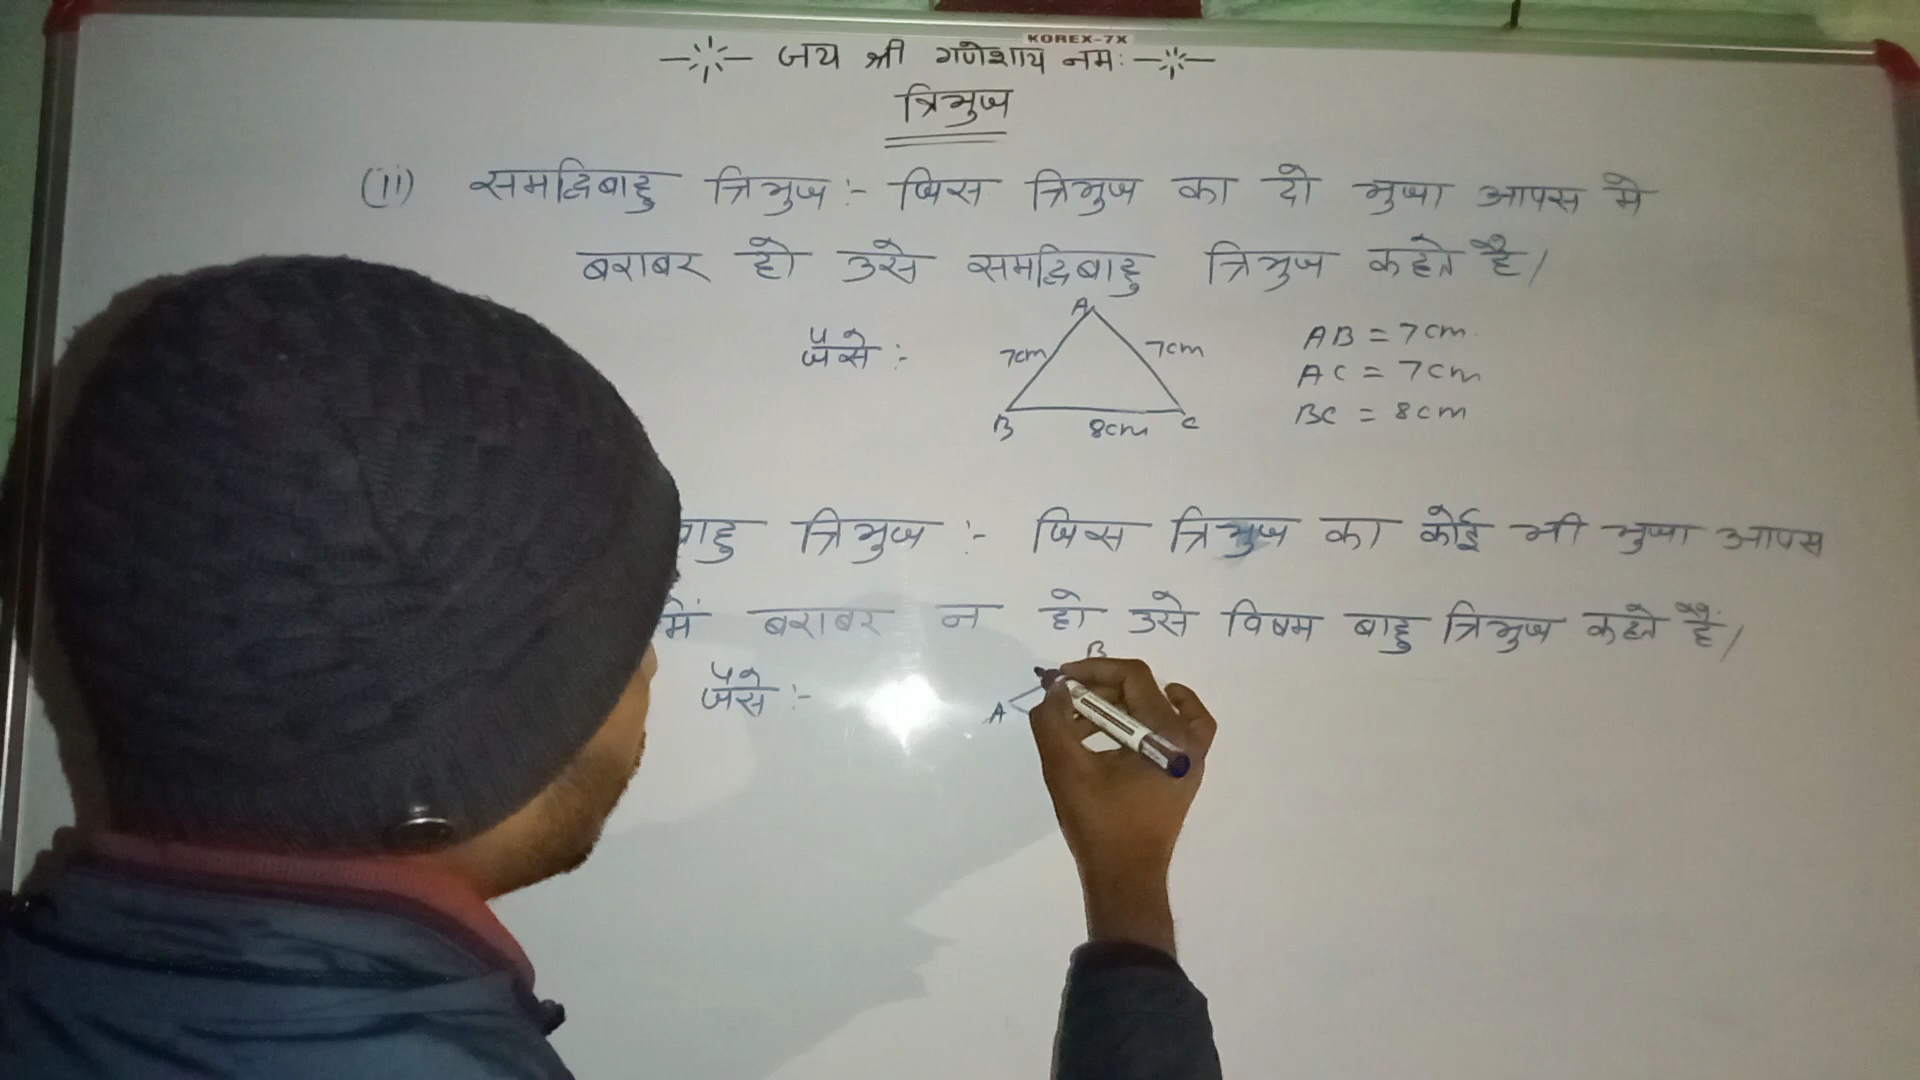 KOREX-7X
जय श्री गणेशाय नमः
त्रिभुज
(ii) समद्विबाहु त्रिभुज :- जिस त्रिभुज का दो भुजा आपस मे
बराबर हो उसे समद्विबाहु त्रिभुज कहते है।
जैसे :-
A
7cm 7cm
B 8cm C
AB = 7cm.
AC = 7cm
BC = 8cm
बाहु त्रिभुज :- जिस त्रिभुज का कोई भी भुजा आपस
में बराबर न हो उसे विषम बाहु त्रिभुज कहते हैं।
जैसे :-
B
A